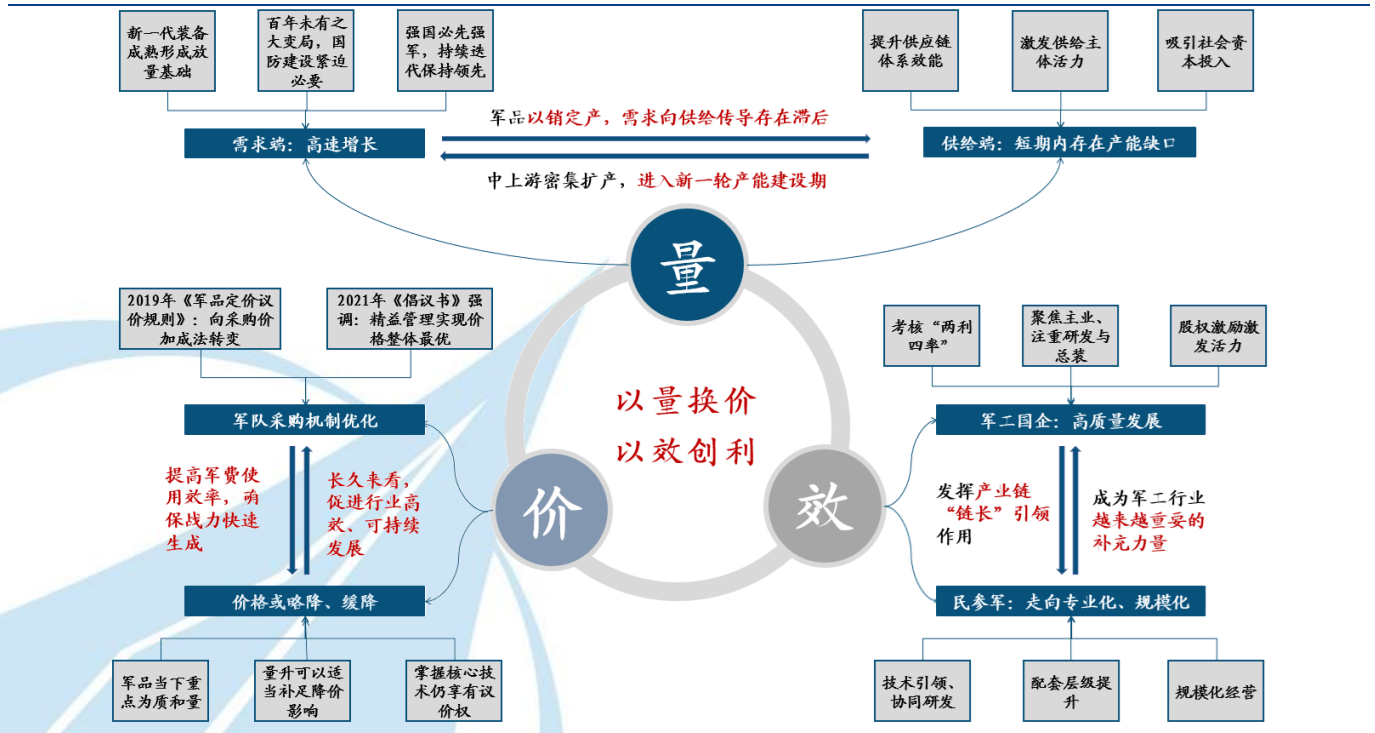 新一代装备
成熟形成放
量基础
百年未有之
大变局，国
防建设紧迫
必要
强国必先强
军，持续迭
代保持领先
提升供应链
体系效能
激发供给主
体活力
吸引社会资
本投入
军品以销定产，需求向供给传导存在滞后
需求端：高速增长
供给端：短期内存在产能缺口
中上游密集扩产，进入新一轮产能建设期
量
2019年《军品定价议
价规则》：向采购价
加成法转变
2021年《倡议书》强
调：精益管理实现价
格整体最优
考核“两利
四率”
聚焦主业、
注重研发与
总装
股权激励激
发活力
以量换价
以效创利
军队采购机制优化
军工国企：高质量发展
提高军费使
用效率，确
保战力快速
生成
长久来看，
促进行业高
效、可持续
发展
价
效
发挥产业链
“链长”引领
作用
成为军工行业
越来越重要的
补充力量
价格或略降、缓降
民参军：走向专业化、规模化
军品当下重
点为质和量
量升可以适
当补足降价
影响
掌握核心技
术仍享有议
价权
技术引领、
协同研发
配套层级提
升
规模化经营